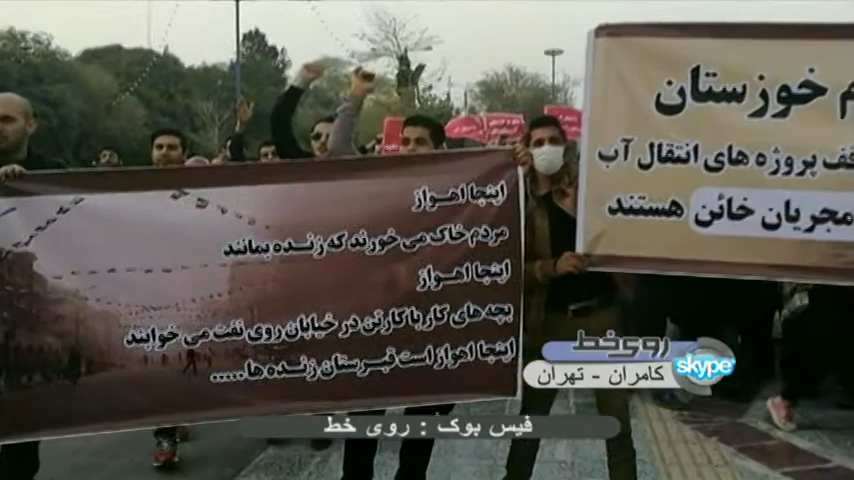 اینجا اهواز
مردم خاک می‌خورند که زنده بمانند
اینجا اهواز
بچه های کار با کارتن در خیابان روی نفت می خوابند
اینجا اهواز است قبرستان زنده ها.....
خوزستان
پروژه های انتقال آب
مجریان خائن هستند
روی خط
کامران - تهران
skype
فیس بوک : روی خط